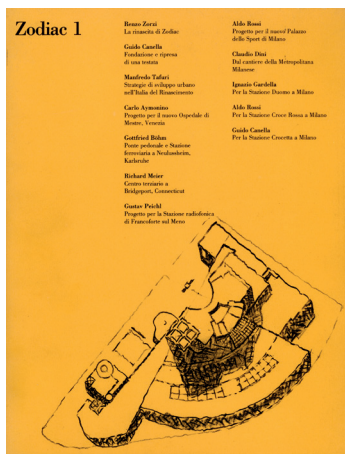 Zodiac 1
Renzo Zorzi
La rinascita di Zodiac
Guido Canella
Fondazione e ripresa
di una testata
Manfredo Tafuri
Strategie di sviluppo urbano
nell'Italia del Rinascimento
Carlo Aymonino
Progetto per il nuovo Ospedale di
Mestre, Venezia
Gottfried Böhm
Ponte pedonale e Stazione
ferroviaria a Neufossheim,
Karlsruhe
Richard Meier
Centro terziario a
Bridgeport, Connecticut
Gustav Peichl
Progetto per la Stazione radiofonica
di Francoforte sul Meno
Aldo Rossi
Progetto per il nuovo Palazzo
dello Sport di Milano
Claudio Dini
Dal cantiere della Metropolitana
Milanese
Ignazio Gardella
Per la Stazione Duomo a Milano
Aldo Rossi
Per la Stazione Croce Rossa a Milano
Guido Canella
Per la Stazione Crocetta a Milano